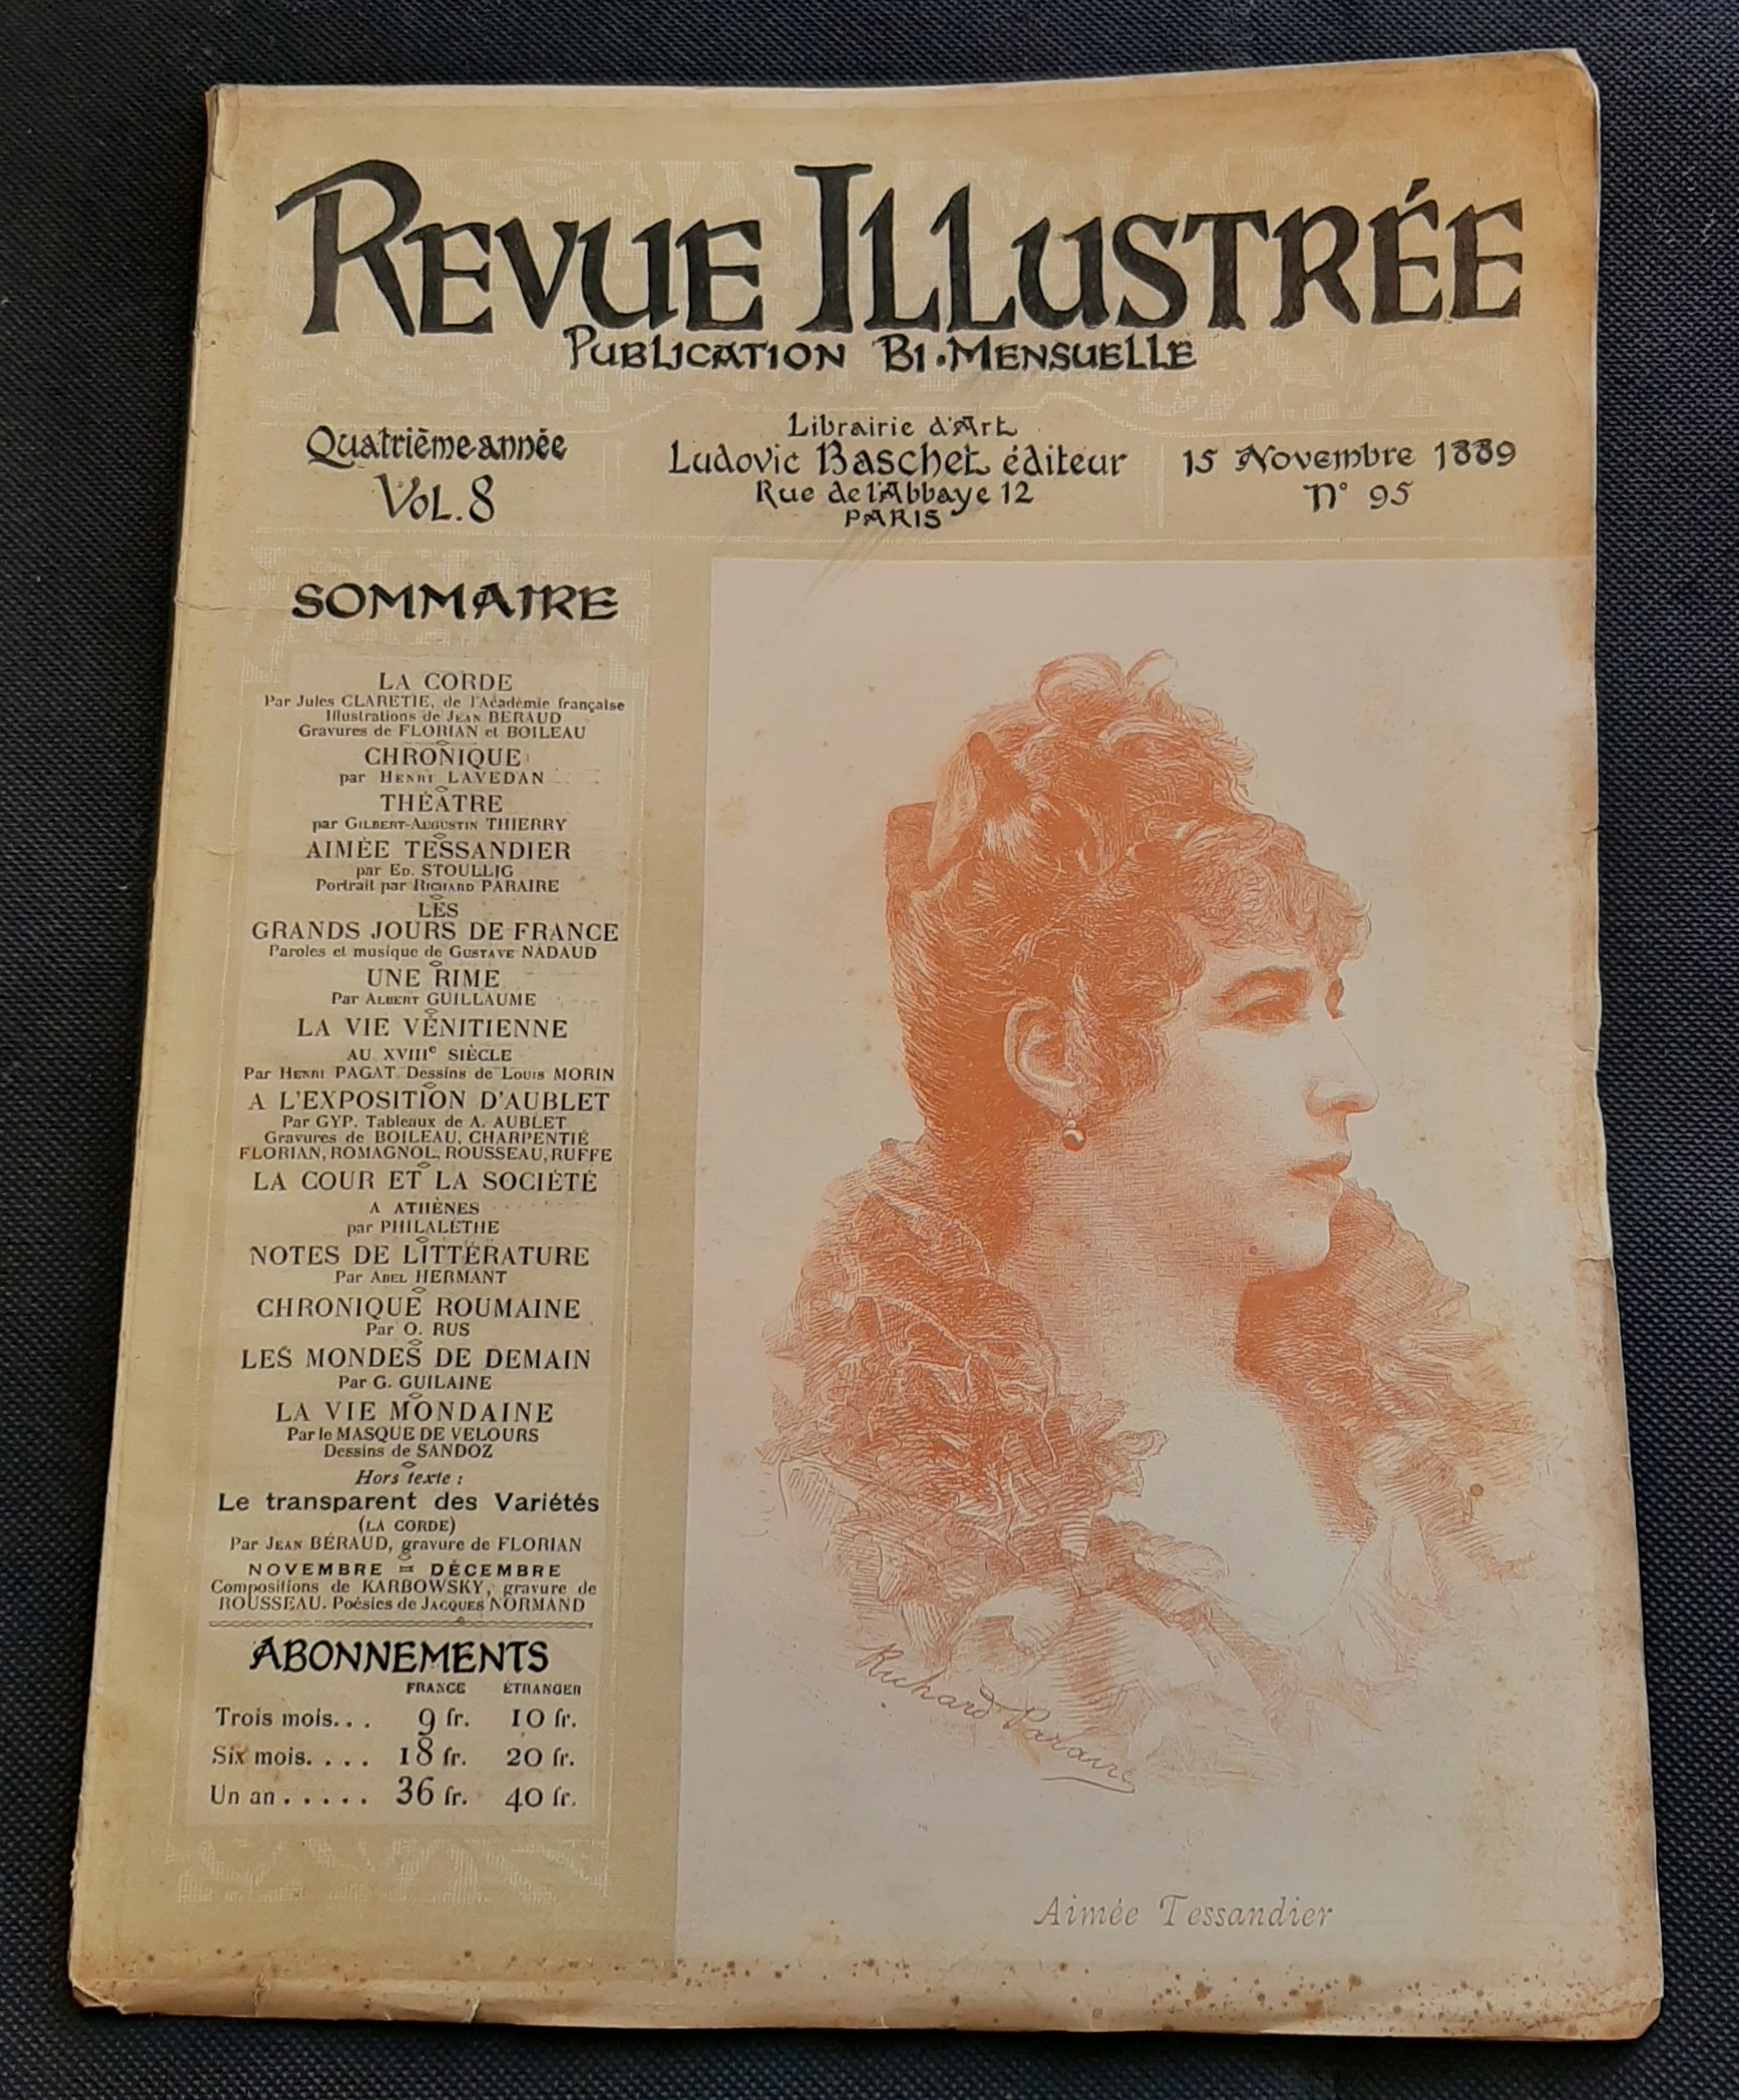 REVUE ILLUSTRÉE
PUBLICATION BI·MENSUELLE
Quatrième année
VOL. 8
Librairie d'Art
Ludovic Baschet éditeur
Rue de l'Abbaye 12
PARIS
15 Novembre 1889
N° 95
SOMMAIRE
LA CORDE
Par Jules CLARETIE, de l'Académie française
Illustrations de JEAN BERAUD
Gravures de FLORIAN et BOILEAU
CHRONIQUE
par HENRI LAVEDAN
THÉATRE
par GILBERT-AUGUSTIN THIERRY
AIMÉE TESSANDIER
par ED. STOULLIG
Portrait par RICHARD PARAIRE
LES
GRANDS JOURS DE FRANCE
Paroles et musique de GUSTAVE NADAUD
UNE RIME
Par ALBERT GUILLAUME
LA VIE VÉNITIENNE
AU XVIIIe SIÈCLE
Par HENRI PAGAT. Dessins de LOUIS MORIN
A L'EXPOSITION D'AUBLET
Par GYP. Tableaux de A. AUBLET
Gravures de BOILEAU, CHARPENTIÉ
FLORIAN, ROMAGNOL, ROUSSEAU, RUFFE
LA COUR ET LA SOCIÉTÉ
A ATHÈNES
par PHILALÈTHE
NOTES DE LITTÉRATURE
Par ABEL HERMANT
CHRONIQUE ROUMAINE
Par O. RUS
LES MONDES DE DEMAIN
Par G. GUILAINE
LA VIE MONDAINE
Par le MASQUE DE VELOURS
Dessins de SANDOZ
Hors texte :
Le transparent des Variétés
(LA CORDE)
Par JEAN BÉRAUD, gravure de FLORIAN
NOVEMBRE = DÉCEMBRE
Compositions de KARBOWSKY, gravure de
ROUSSEAU. Poésies de JACQUES NORMAND
ABONNEMENTS
FRANCE ÉTRANGER
Trois mois... 9 fr. 10 fr.
Six mois.... 18 fr. 20 fr.
Un an..... 36 fr. 40 fr.
Richard Paraire
Aimée Tessandier